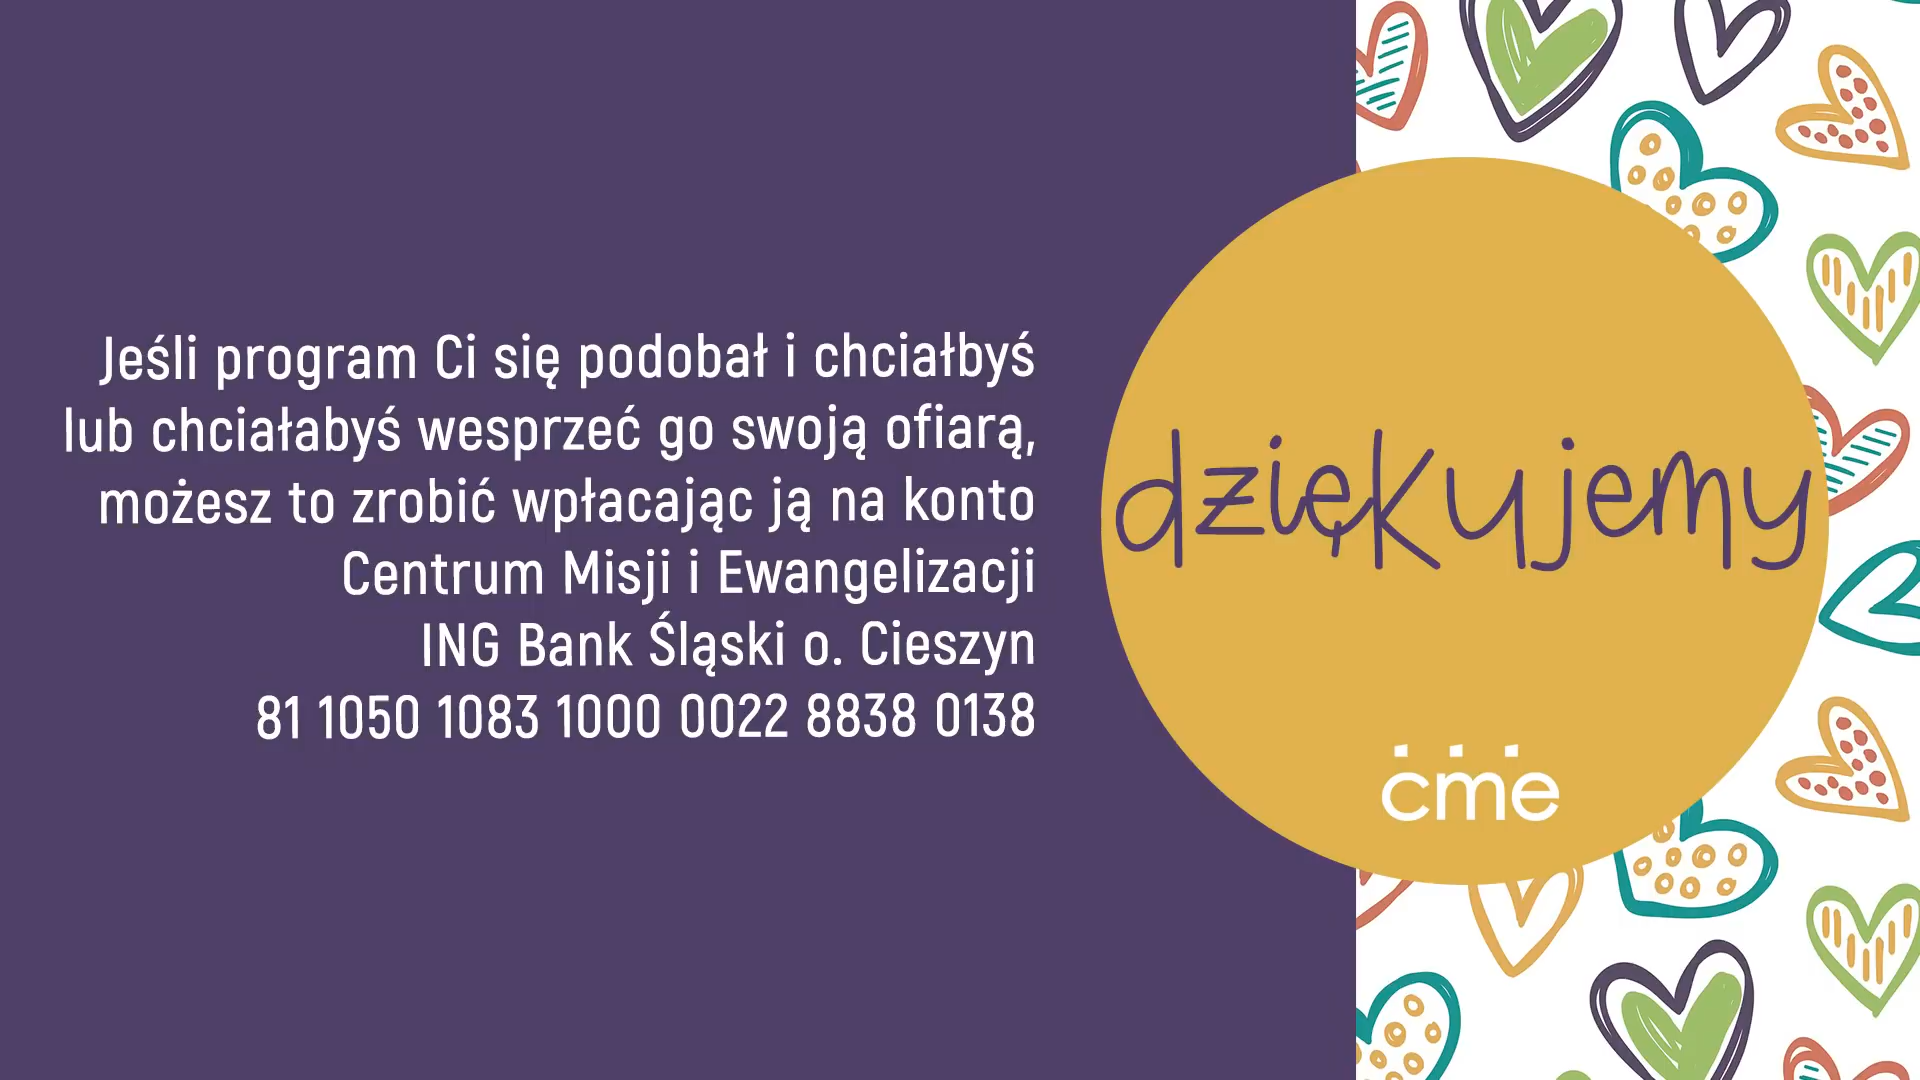 Jeśli program Ci się podobał i chciałbyś
lub chciałabyś wesprzeć go swoją ofiarą,
możesz to zrobić wpłacając ją na konto
Centrum Misji i Ewangelizacji
ING Bank Śląski o. Cieszyn
81 1050 1083 1000 0022 8838 0138
dziękujemy
cme